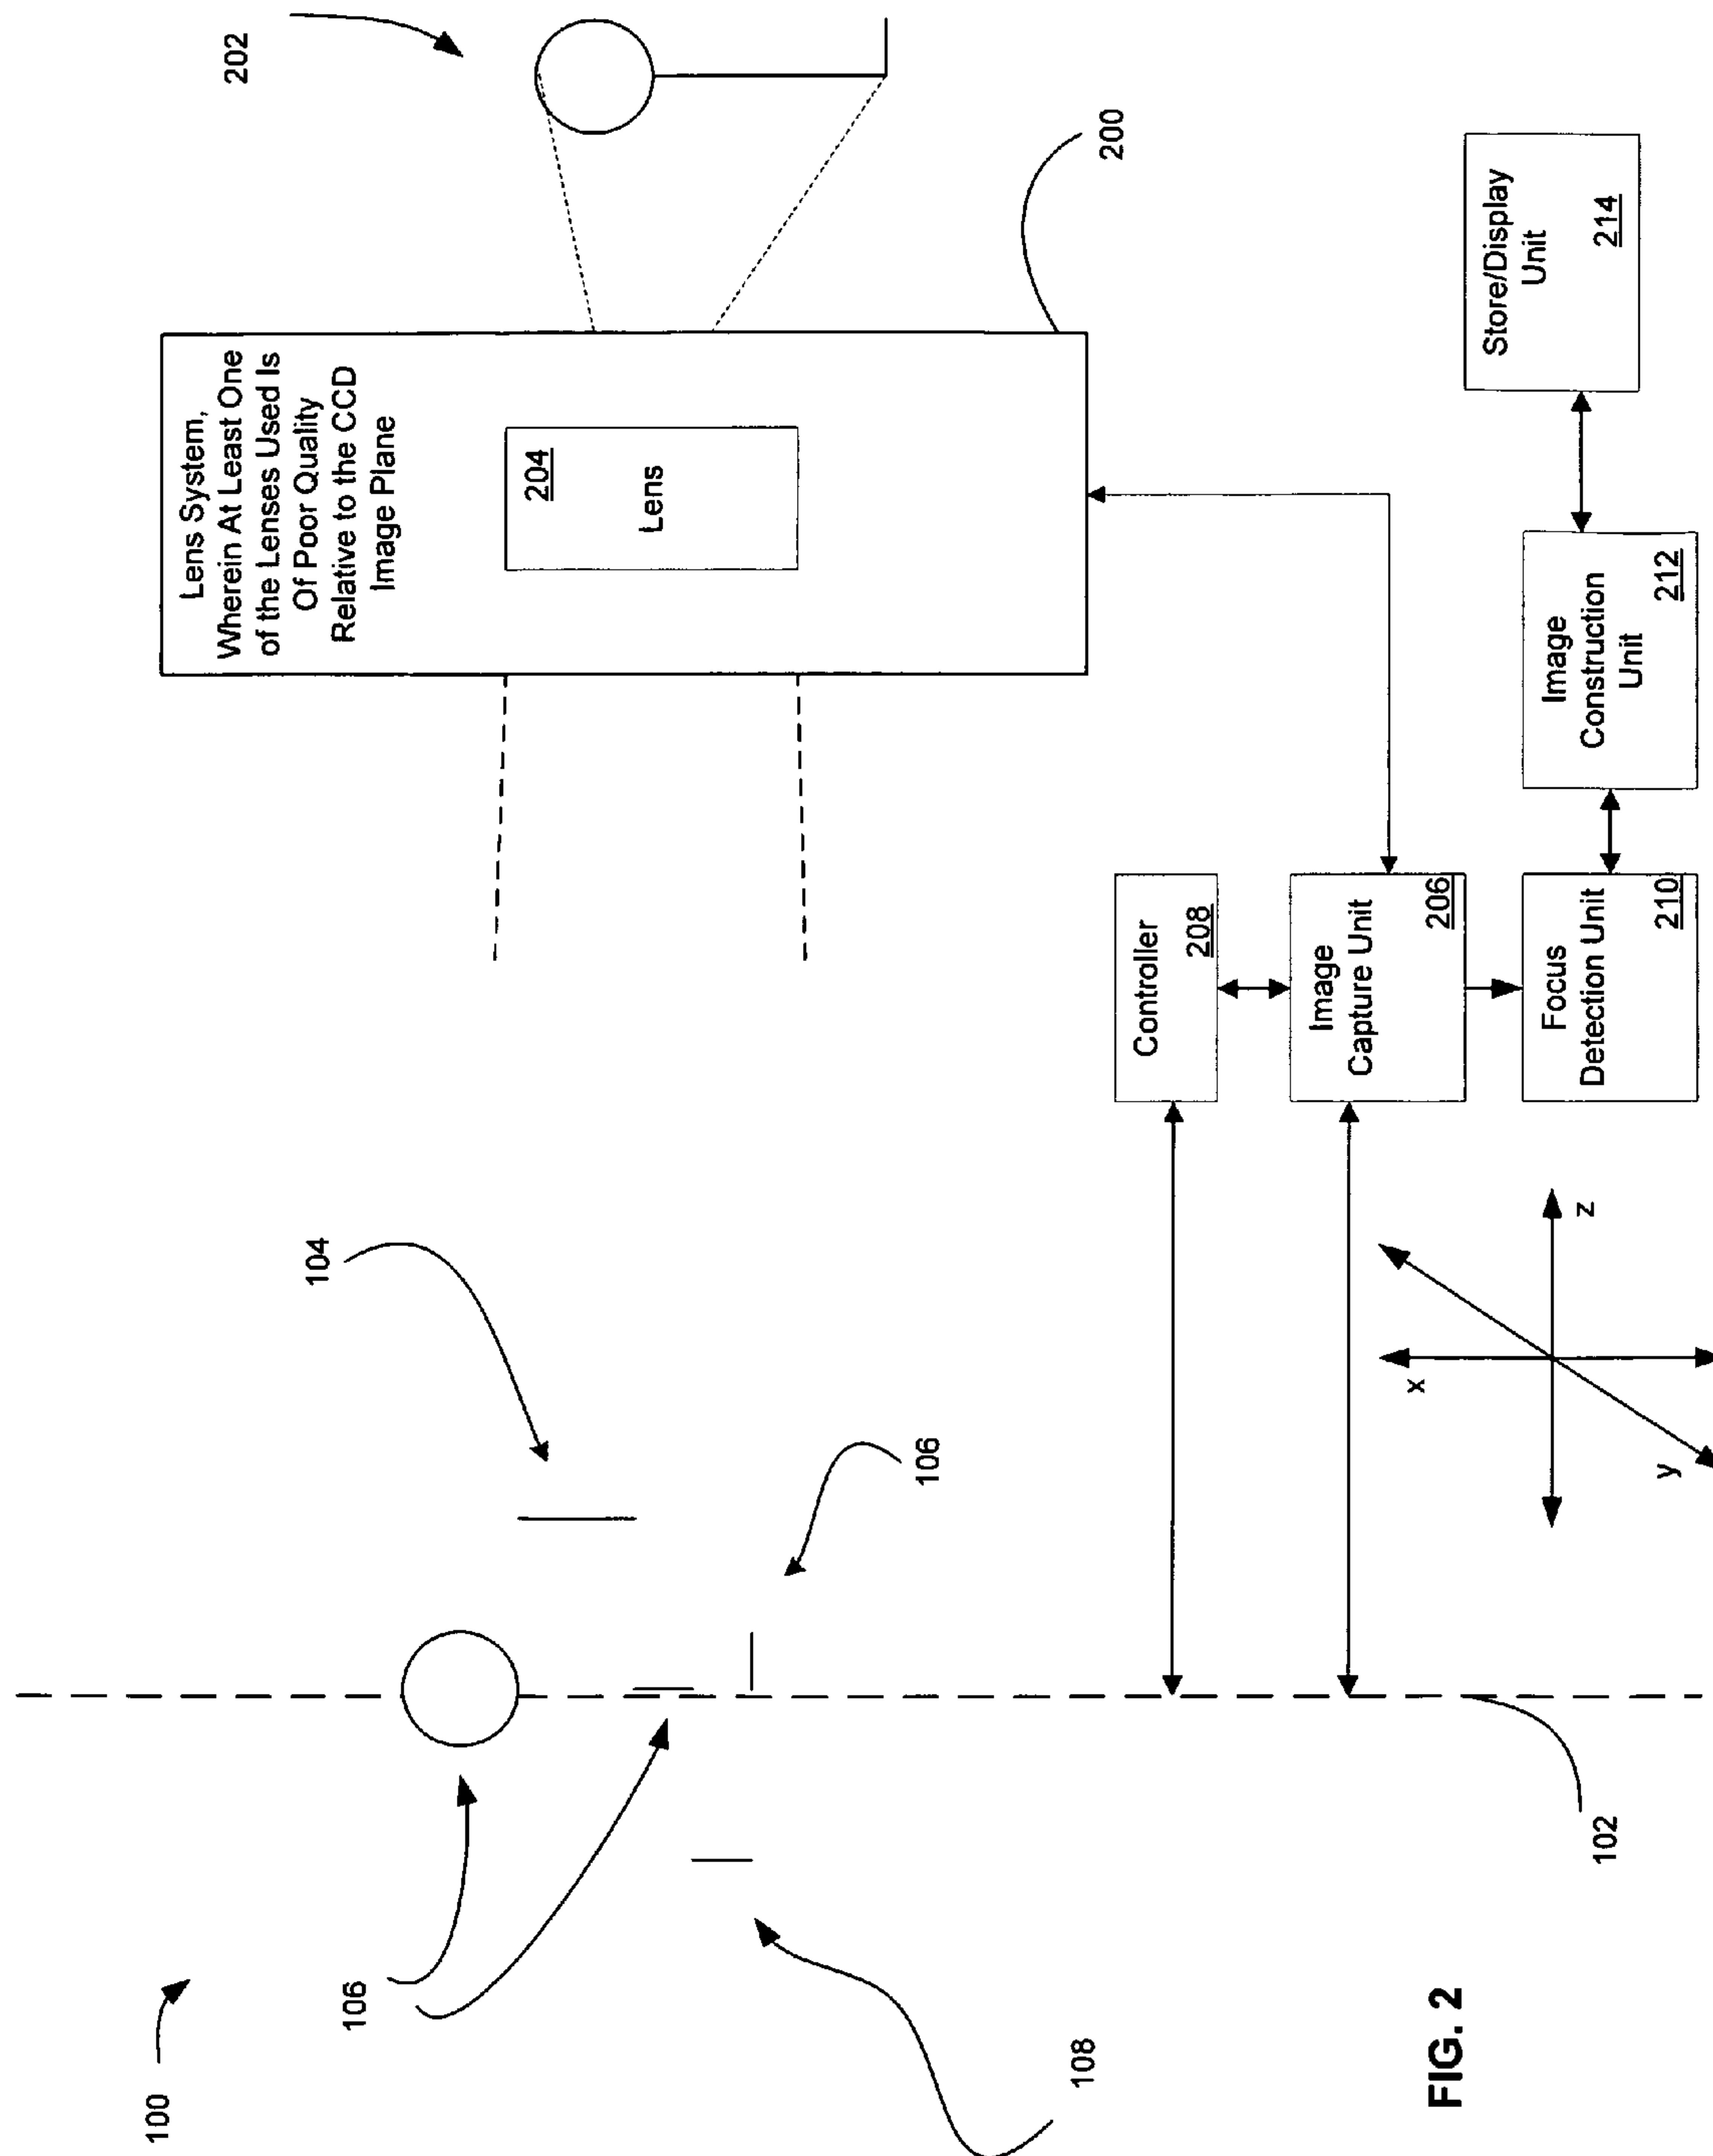 100
106
104
202
Lens System,
Wherein At Least One
of the Lenses Used Is
Of Poor Quality
Relative to the CCD
Image Plane
204
Lens
108
106
200
Controller
208
Image
Capture Unit
206
Focus
Detection Unit
210
Image
Construction
Unit
212
Store/Display
Unit
214
x
y
z
102
FIG. 2